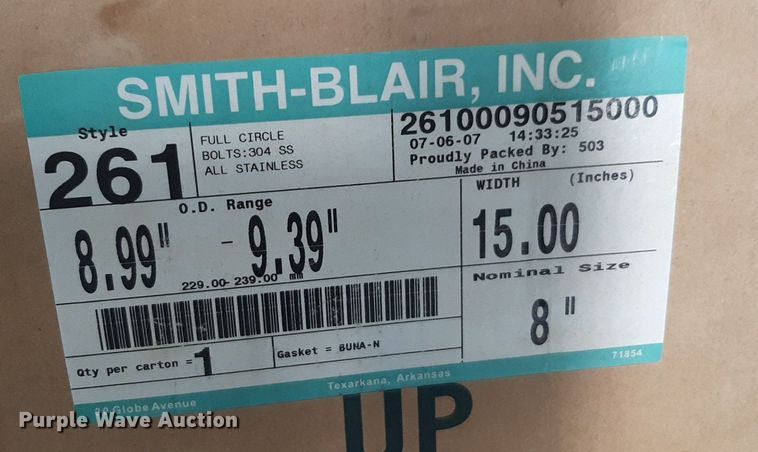 SMITH-BLAIR, INC.
Style
261
FULL CIRCLE
BOLTS:304 SS
ALL STAINLESS
26100090515000
07-06-07 14:33:25
Proudly Packed By: 503
Made in China
O.D. Range
8.99" - 9.39"
229.00- 239.00 mm
WIDTH (Inches)
15.00
Nominal Size
8 "
Qty per carton = 1
Gasket = BUNA-N
30 Globe Avenue
Texarkana, Arkansas
71854
UP
Purple Wave Auction